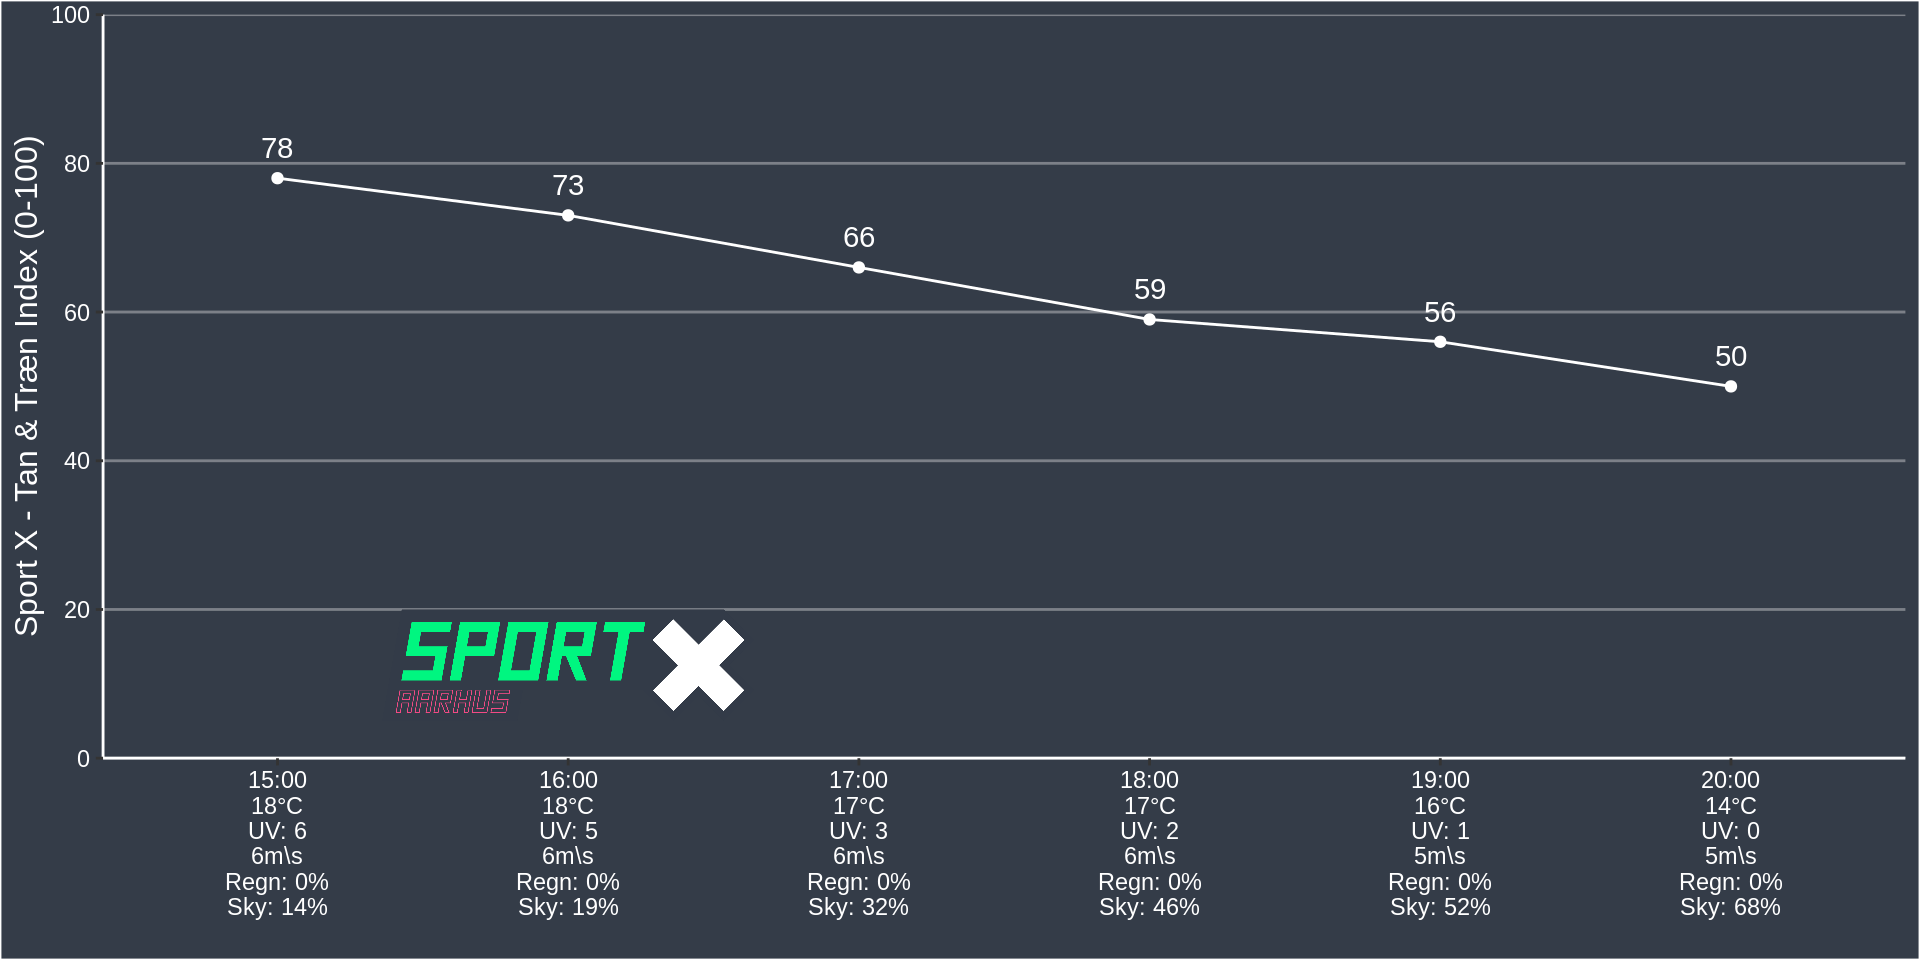 Sport X - Tan & Træn Index (0-100)
100
80
60
40
20
0
78
73
66
59
56
50
SPORT X
AARHUS
15:00
18°C
UV: 6
6m\s
Regn: 0%
Sky: 14%
16:00
18°C
UV: 5
6m\s
Regn: 0%
Sky: 19%
17:00
17°C
UV: 3
6m\s
Regn: 0%
Sky: 32%
18:00
17°C
UV: 2
6m\s
Regn: 0%
Sky: 46%
19:00
16°C
UV: 1
5m\s
Regn: 0%
Sky: 52%
20:00
14°C
UV: 0
5m\s
Regn: 0%
Sky: 68%